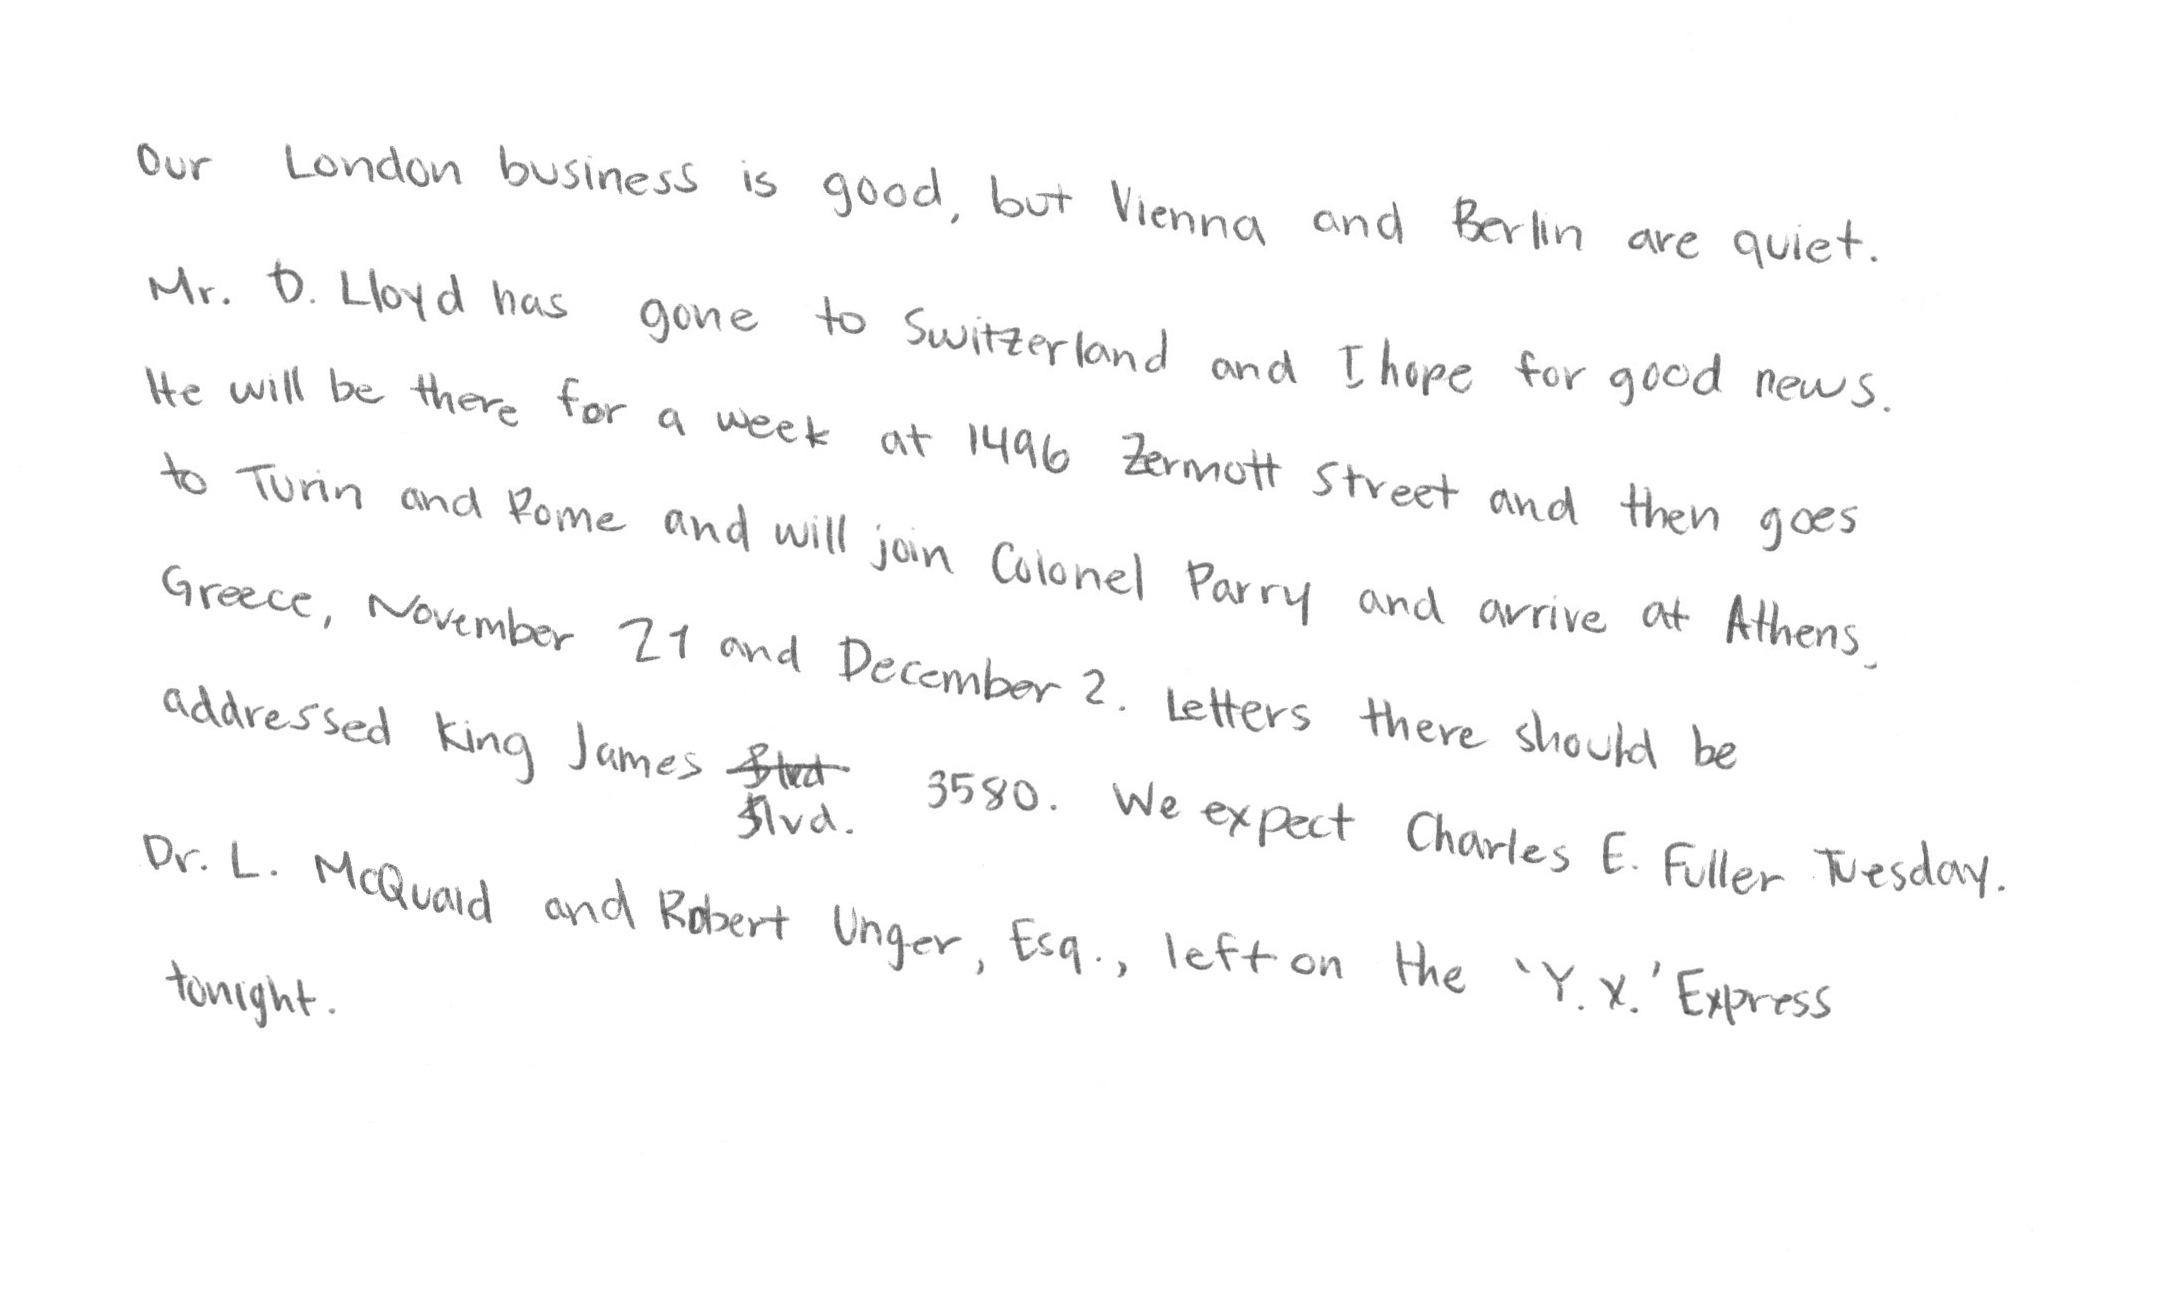 Our London business is good, but Vienna and Berlin are quiet.
Mr. D. Lloyd has gone to Switzerland and I hope for good news.
He will be there for a week at 1496 Zermott Street and then goes
to Turin and Rome and will join Colonel Parry and arrive at Athens,
Greece, November 27 and December 2. Letters there should be
addressed King James Blvd 3580. We expect Charles E. Fuller Tuesday.
Blvd.
Dr. L. McQuaid and Robert Unger, Esq., left on the 'Y.X.' Express
tonight.